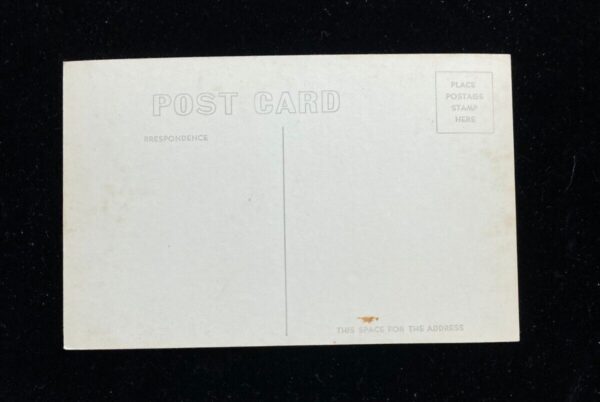 POST CARD
PLACE
POSTAGE
STAMP
HERE
RRESPONDENCE
THIS SPACE FOR THE ADDRESS